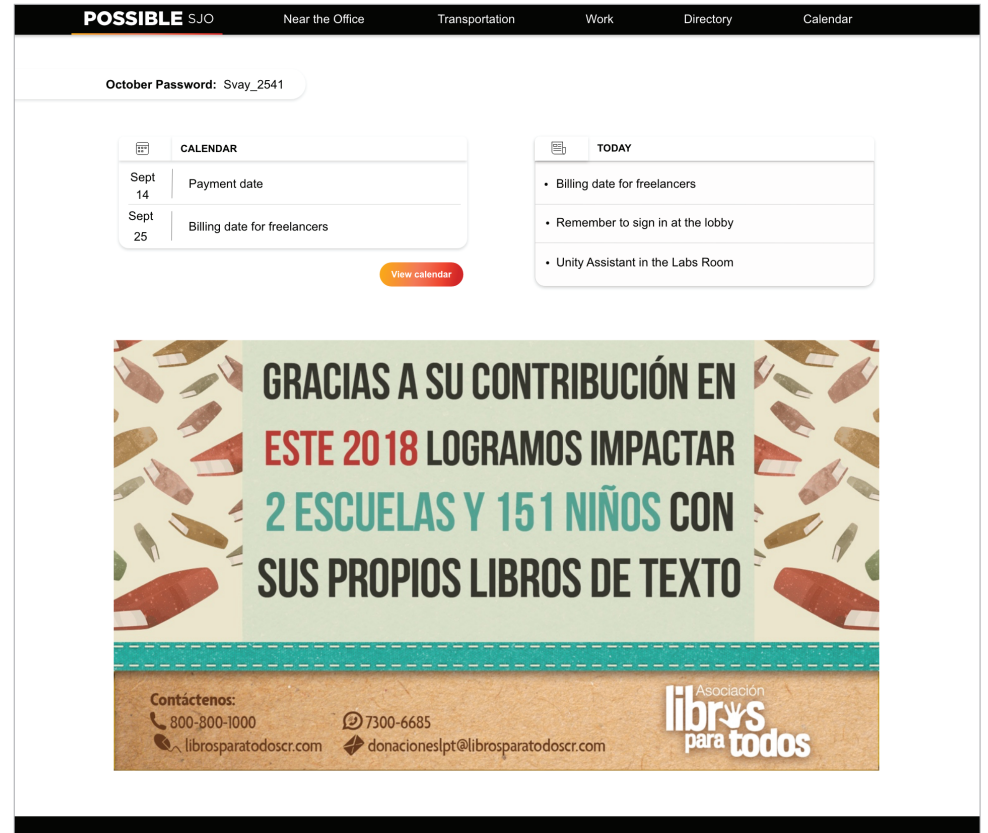 POSSIBLE SJO Near the Office Transportation Work Directory Calendar
October Password: Svay_2541
CALENDAR
Sept 14 Payment date
Sept 25 Billing date for freelancers
View calendar
TODAY
• Billing date for freelancers
• Remember to sign in at the lobby
• Unity Assistant in the Labs Room
GRACIAS A SU CONTRIBUCIÓN EN
ESTE 2018 LOGRAMOS IMPACTAR
2 ESCUELAS Y 151 NIÑOS CON
SUS PROPIOS LIBROS DE TEXTO
Contáctenos:
800-800-1000 7300-6685
librosparatodoscr.com donacioneslpt@librosparatodoscr.com
Asociación
libros
para todos